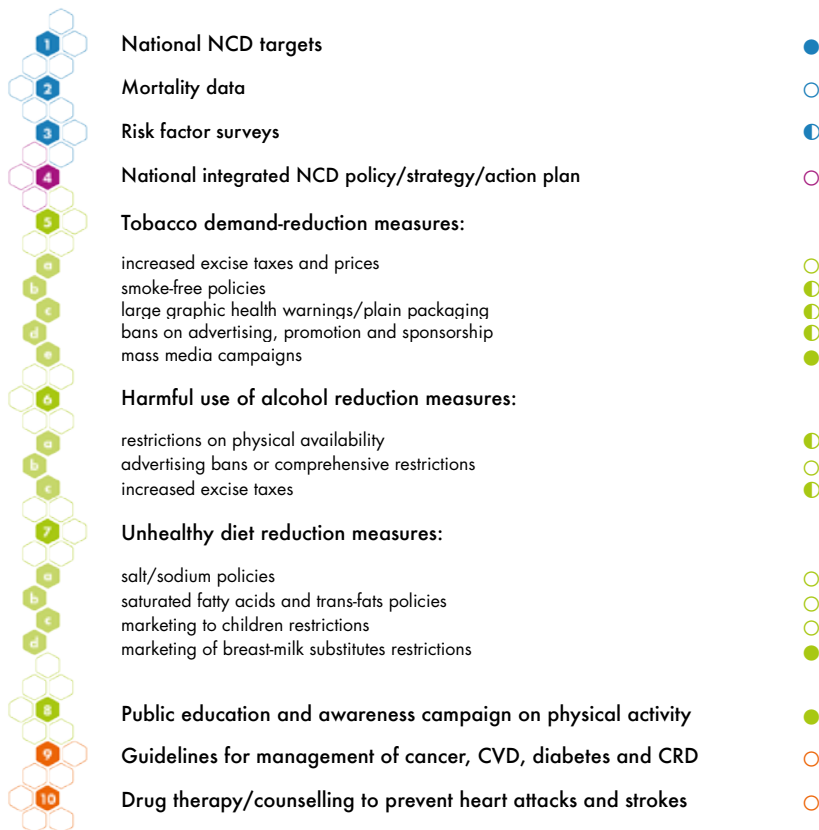 1 National NCD targets
2 Mortality data
3 Risk factor surveys
4 National integrated NCD policy/strategy/action plan
5 Tobacco demand-reduction measures:
a increased excise taxes and prices
b smoke-free policies
c large graphic health warnings/plain packaging
d bans on advertising, promotion and sponsorship
e mass media campaigns
6 Harmful use of alcohol reduction measures:
a restrictions on physical availability
b advertising bans or comprehensive restrictions
c increased excise taxes
7 Unhealthy diet reduction measures:
a salt/sodium policies
b saturated fatty acids and trans-fats policies
c marketing to children restrictions
d marketing of breast-milk substitutes restrictions
8 Public education and awareness campaign on physical activity
9 Guidelines for management of cancer, CVD, diabetes and CRD
10 Drug therapy/counselling to prevent heart attacks and strokes